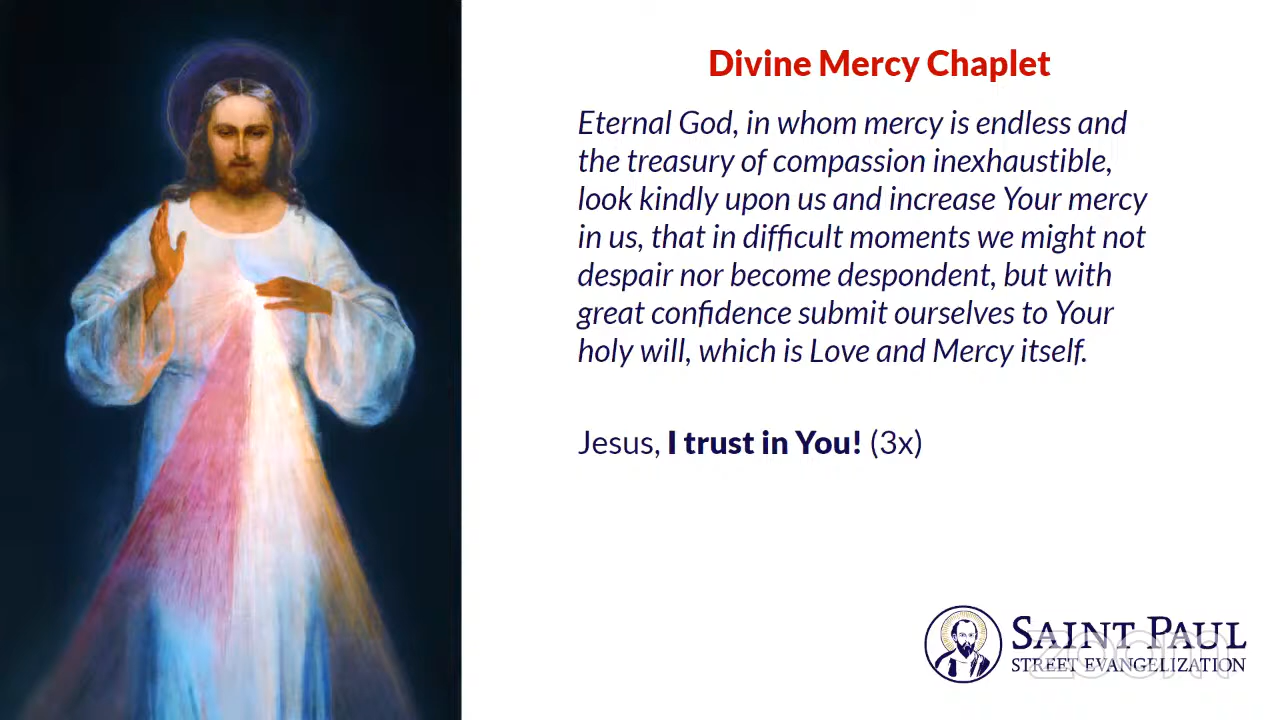 Divine Mercy Chaplet
Eternal God, in whom mercy is endless and
the treasury of compassion inexhaustible,
look kindly upon us and increase Your mercy
in us, that in difficult moments we might not
despair nor become despondent, but with
great confidence submit ourselves to Your
holy will, which is Love and Mercy itself.
Jesus, I trust in You! (3x)
SAINT PAUL
STREET EVANGELIZATION
zoom